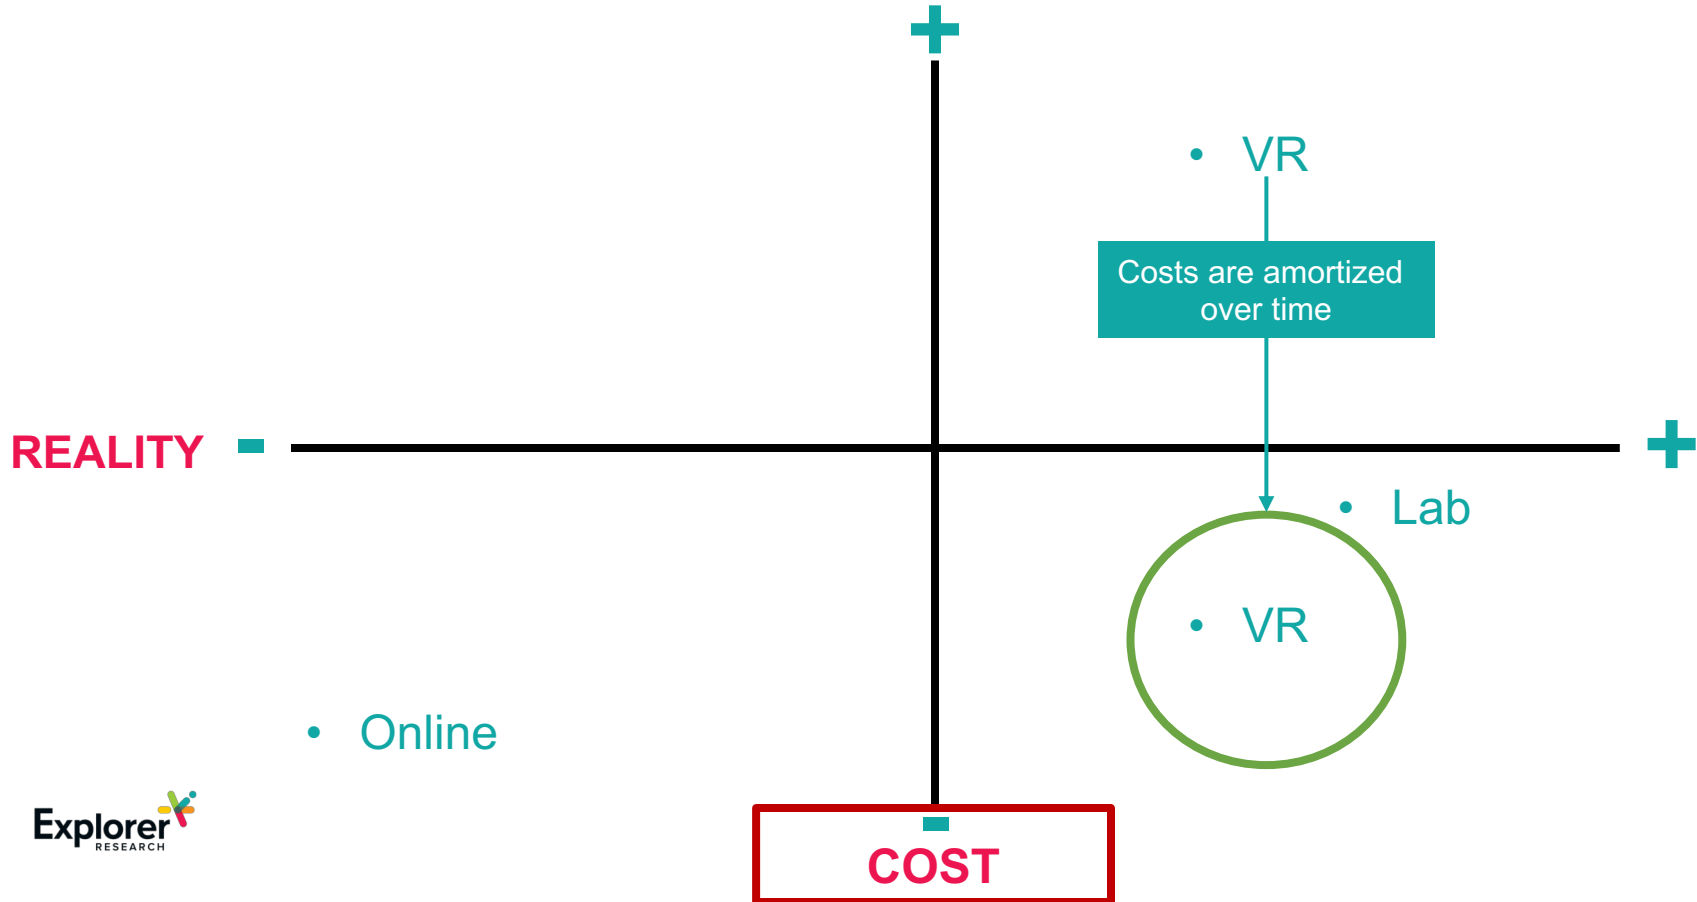 +
• VR
Costs are amortized
over time
REALITY - +
• Lab
• VR
• Online
Explorer
RESEARCH
-
COST